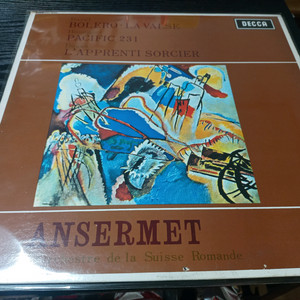 BOLERO-LA VALSE
DECCA
PACIFIC 231
L'APPRENTI SORCIER
ANSERMET
Orchestre de la Suisse Romande